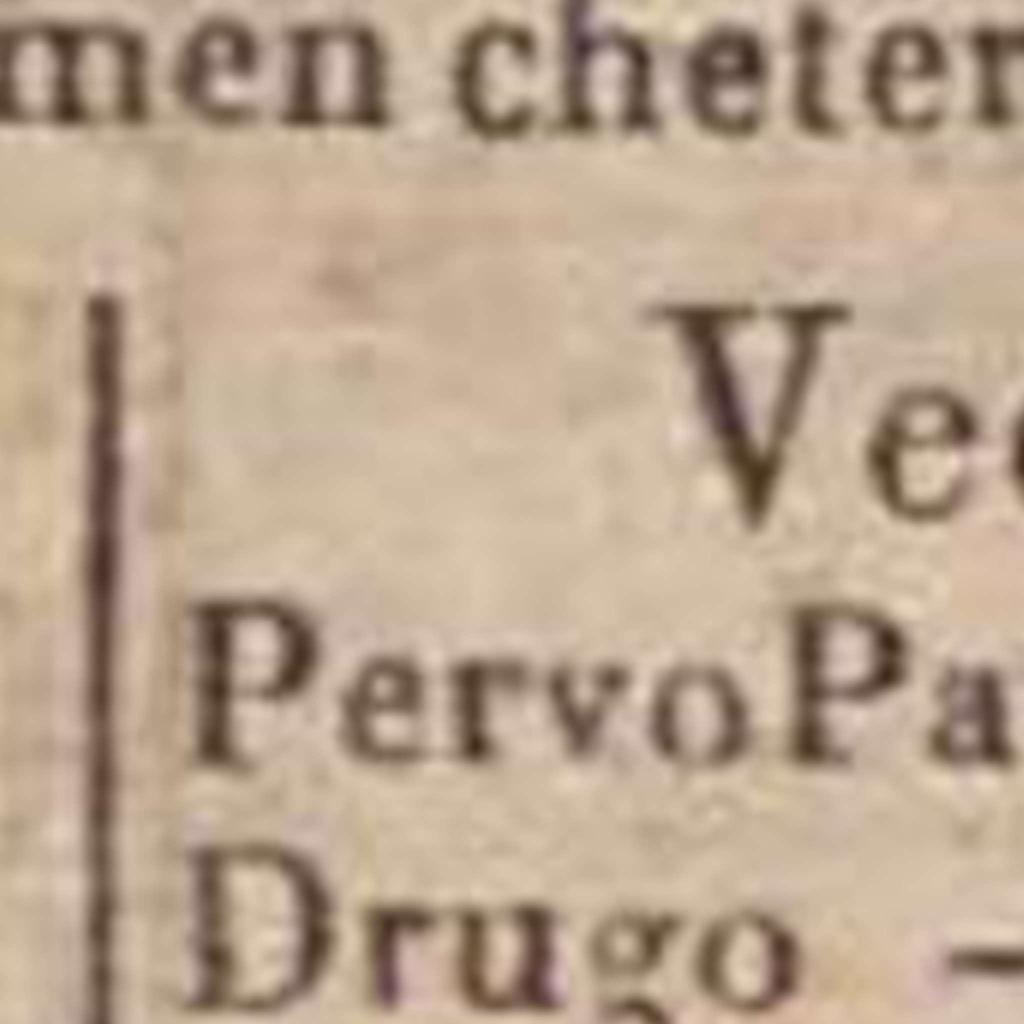 men cheter
Ve
PervoPa
Drugo —